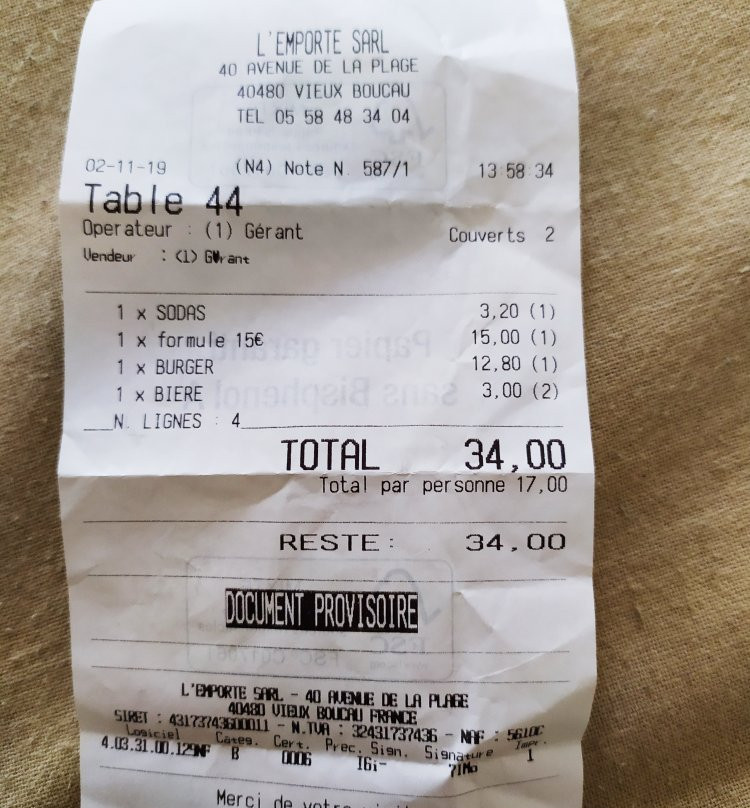 L'EMPORTE SARL
40 AVENUE DE LA PLAGE
40480 VIEUX BOUCAU
TEL 05 58 48 34 04
02-11-19 (N4) Note N. 587/1 13:58:34
Table 44
Operateur : (1) Gérant Couverts 2
Vendeur : (1)
1 x SODAS 3,20 (1)
1 x formule 15€ 15,00 (1)
1 x BURGER 12,80 (1)
1 x BIERE 3,00 (2)
N. LIGNES : 4
TOTAL 34,00
Total par personne 17,00
RESTE : 34,00
DOCUMENT PROVISOIRE
L'EMPORTE SARL - 40 AVENUE DE LA PLAGE
40480 VIEUX BOUCAU FRANCE
SIRET : 43173743600011 - N.TVA : 32431737436 - NAF : 5610C
Logiciel Categ. Cert. Prec. Sign. Signature Impr.
4.03.31.00.129NF B 0006 I6i- 1
Merci de votre